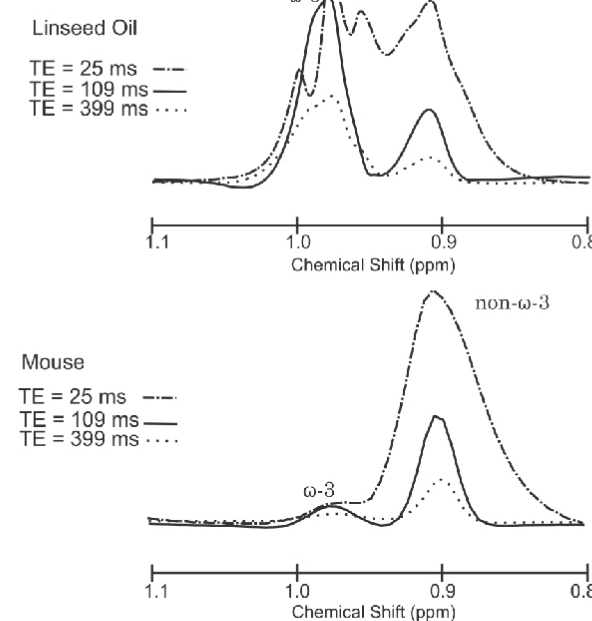 Linseed Oil
TE = 25 ms
TE = 109 ms
TE = 399 ms
1.1 1.0 0.9 0.8
Chemical Shift (ppm)
non-ω-3
Mouse
TE = 25 ms
TE = 109 ms
TE = 399 ms
ω-3
1.1 1.0 0.9 0.8
Chemical Shift (ppm)